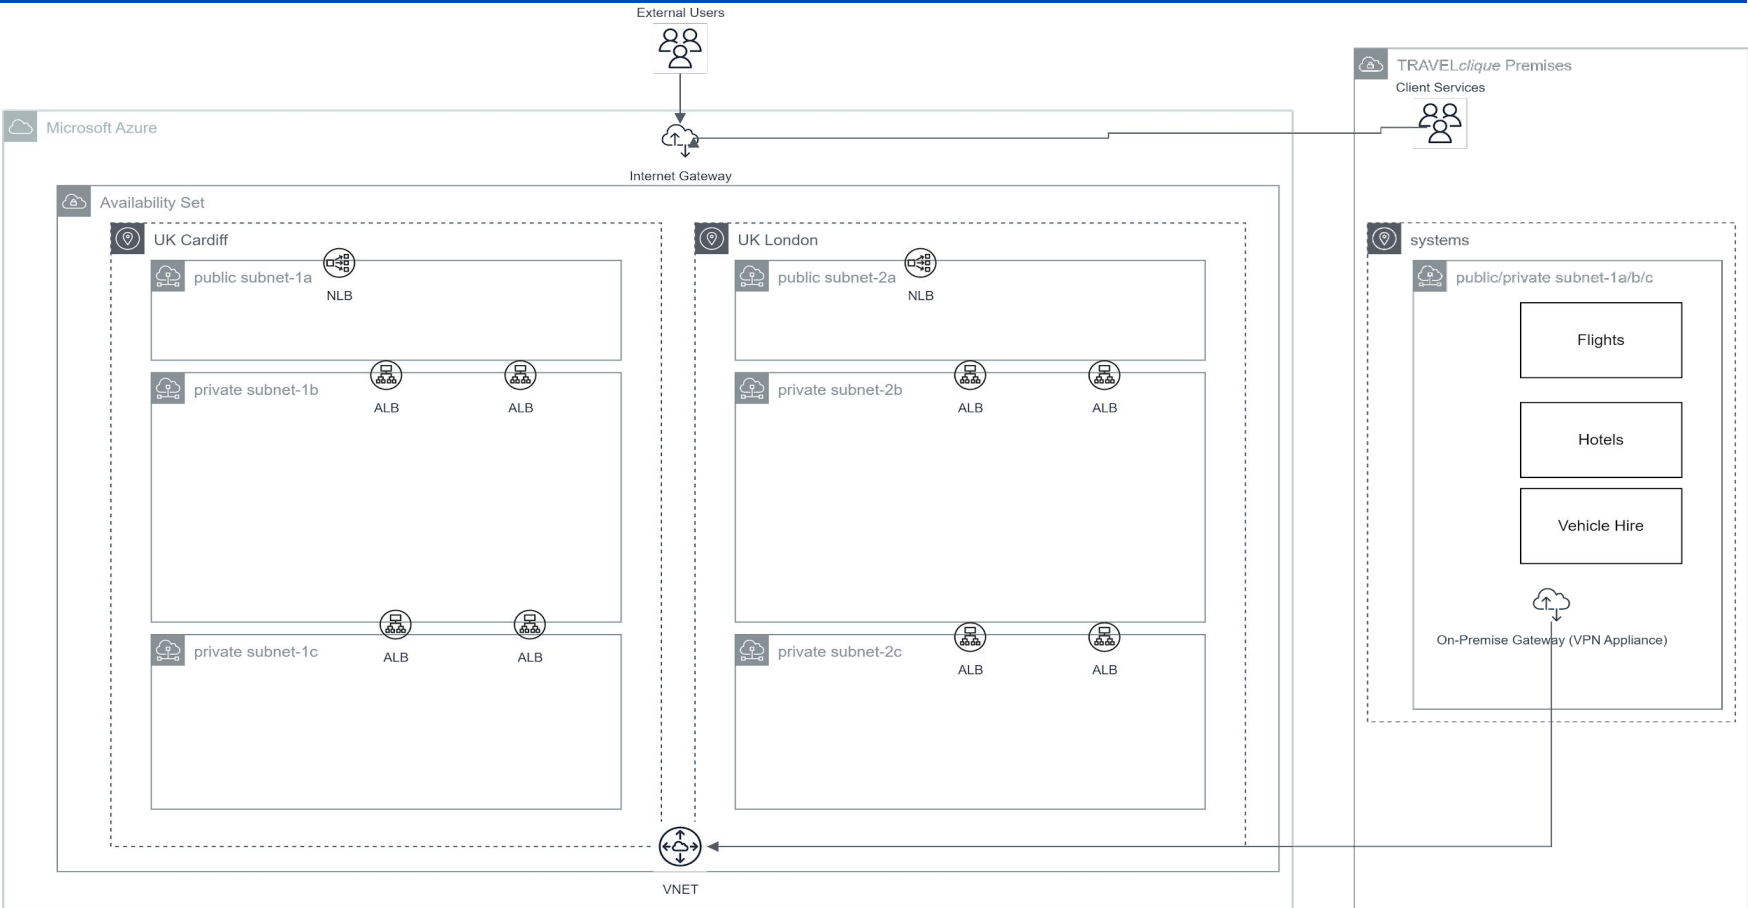 External Users
TRAVELclique Premises
Client Services
Microsoft Azure
Internet Gateway
Availability Set
UK Cardiff
UK London
systems
public subnet-1a
NLB
public subnet-2a
NLB
public/private subnet-1a/b/c
Flights
private subnet-1b
ALB
ALB
private subnet-2b
ALB
ALB
Hotels
Vehicle Hire
On-Premise Gateway (VPN Appliance)
private subnet-1c
ALB
ALB
private subnet-2c
ALB
ALB
VNET